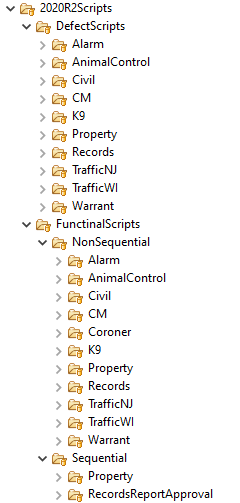 2020R2Scripts
DefectScripts
Alarm
AnimalControl
Civil
CM
K9
Property
Records
TrafficNJ
TrafficWI
Warrant
FunctinalScripts
NonSequential
Alarm
AnimalControl
Civil
CM
Coroner
K9
Property
Records
TrafficNJ
TrafficWI
Warrant
Sequential
Property
RecordsReportApproval